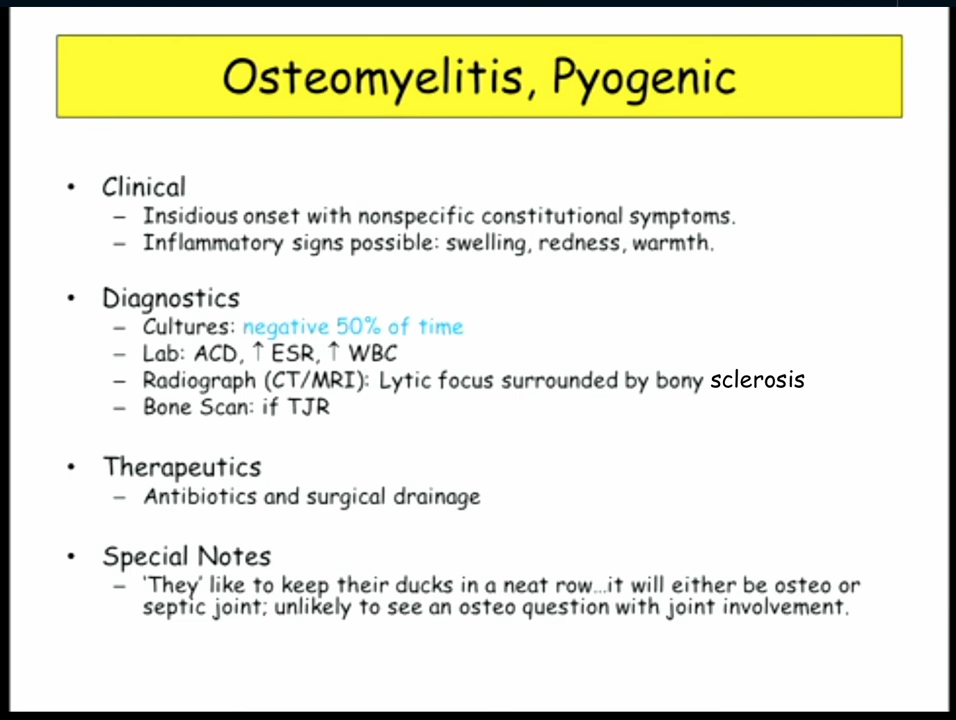 Osteomyelitis, Pyogenic
• Clinical
– Insidious onset with nonspecific constitutional symptoms.
– Inflammatory signs possible: swelling, redness, warmth.
• Diagnostics
– Cultures: negative 50% of time
– Lab: ACD, ↑ ESR, ↑ WBC
– Radiograph (CT/MRI): Lytic focus surrounded by bony sclerosis
– Bone Scan: if TJR
• Therapeutics
– Antibiotics and surgical drainage
• Special Notes
– 'They' like to keep their ducks in a neat row...it will either be osteo or
septic joint; unlikely to see an osteo question with joint involvement.